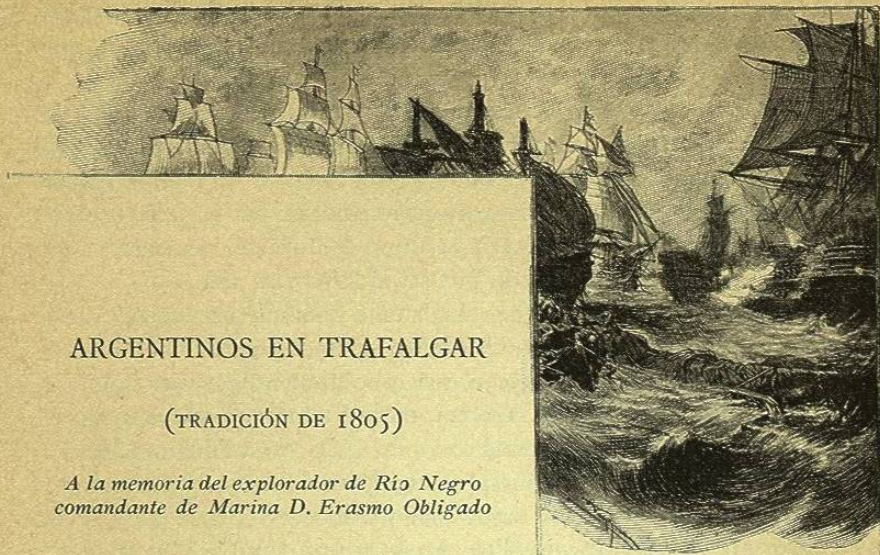 ARGENTINOS EN TRAFALGAR
(TRADICIÓN DE 1805)
A la memoria del explorador de Río Negro
comandante de Marina D. Erasmo Obligado